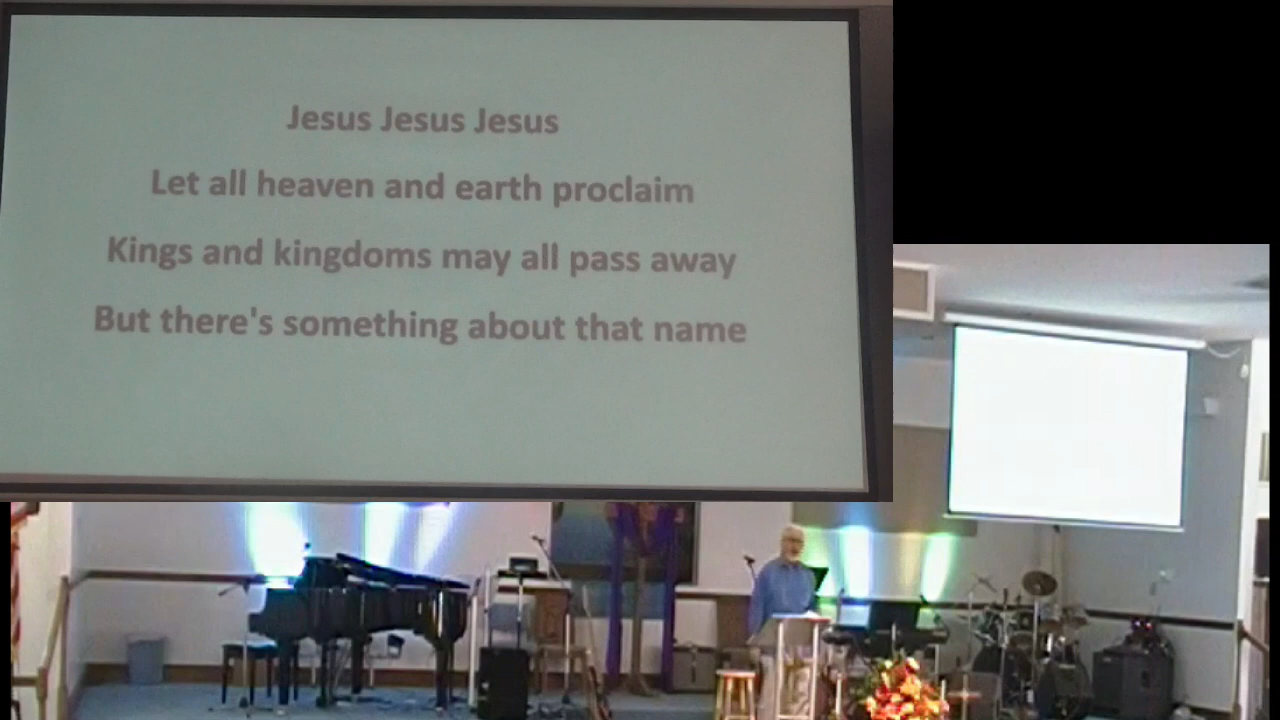 Jesus Jesus Jesus
Let all heaven and earth proclaim
Kings and kingdoms may all pass away
But there's something about that name